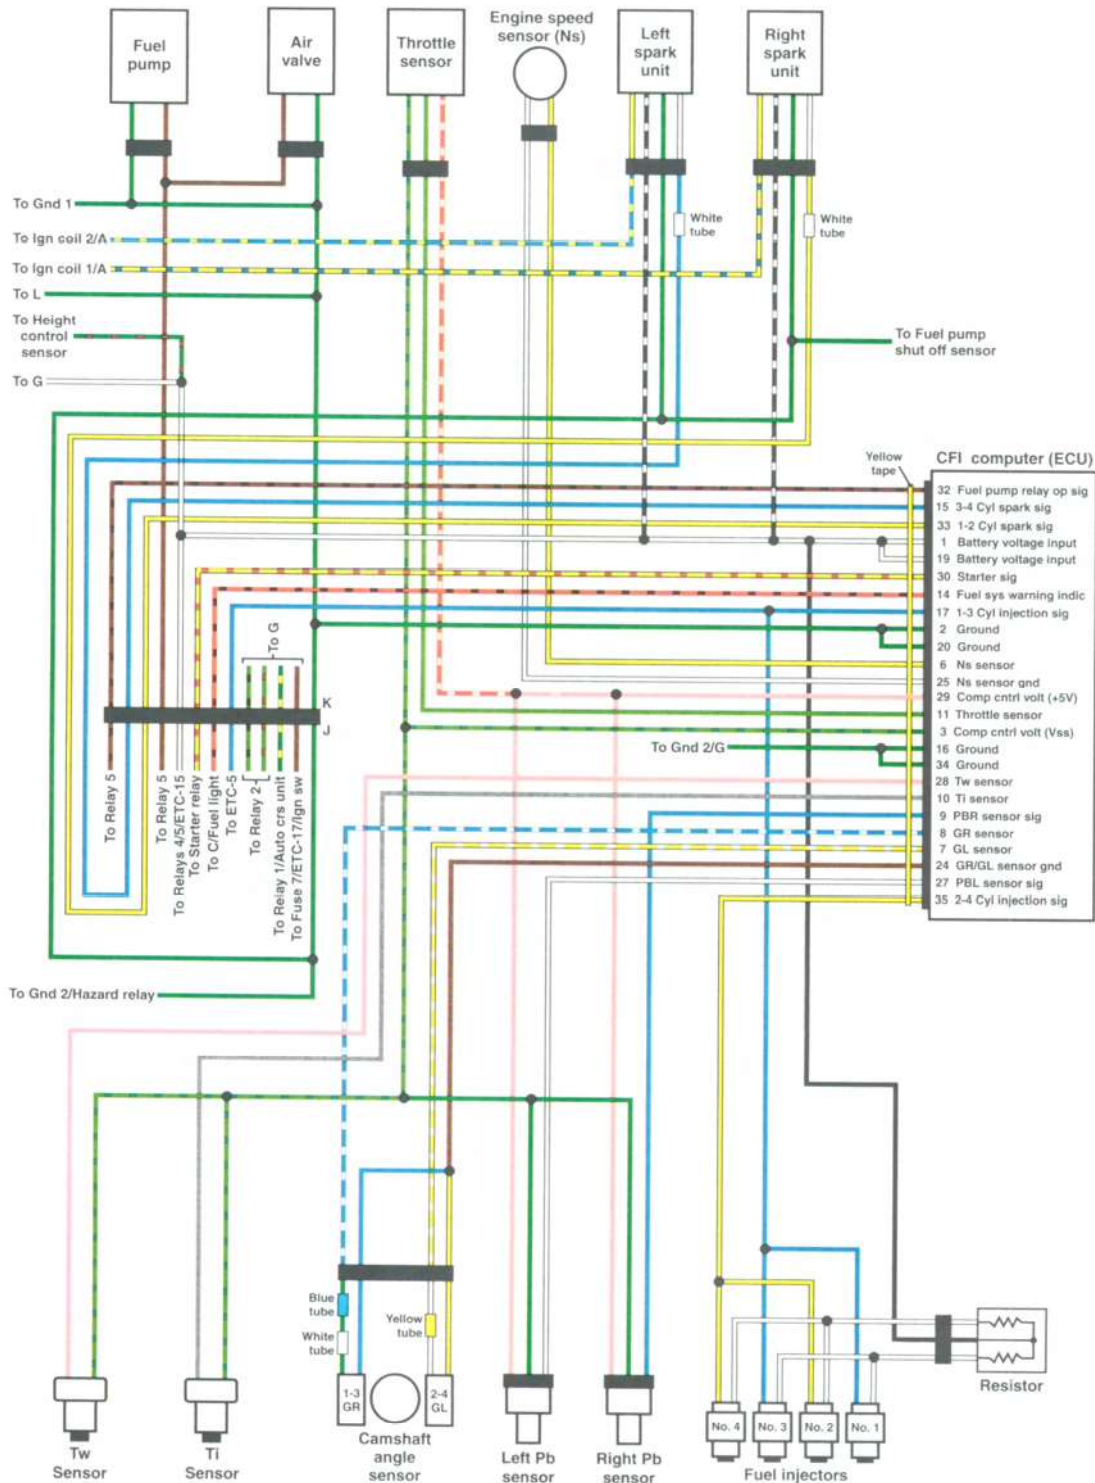 Fuel
pump
Air
valve
Throttle
sensor
Engine speed
sensor (Ns)
Left
spark
unit
Right
spark
unit
To Gnd 1
To Ign coil 2/A
To Ign coil 1/A
To L
To Height
control
sensor
To G
White
tube
White
tube
To Fuel pump
shut off sensor
Yellow
tape
CFI computer (ECU)
32 Fuel pump relay op sig
15 3-4 Cyl spark sig
33 1-2 Cyl spark sig
1 Battery voltage input
19 Battery voltage input
30 Starter sig
14 Fuel sys warning indic
17 1-3 Cyl injection sig
2 Ground
20 Ground
6 Ns sensor
25 Ns sensor gnd
29 Comp cntrl volt (+5V)
11 Throttle sensor
3 Comp cntrl volt (Vss)
16 Ground
34 Ground
28 Tw sensor
10 Ti sensor
9 PBR sensor sig
8 GR sensor
7 GL sensor
24 GR/GL sensor gnd
27 PBL sensor sig
35 2-4 Cyl injection sig
To G
K
J
To Gnd 2/G
To Relay 5
To Relay 5
To Relays 4/5/ETC-15
To Starter relay
To C/Fuel light
To ETC-5
To Relay 2
To Relay 1/Auto crs unit
To Fuse 7/ETC-17/Ign sw
To Gnd 2/Hazard relay
Blue
tube
White
tube
Yellow
tube
1-3
GR
2-4
GL
Tw
Sensor
Ti
Sensor
Camshaft
angle
sensor
Left Pb
sensor
Right Pb
sensor
No. 4
No. 3
No. 2
No. 1
Fuel injectors
Resistor